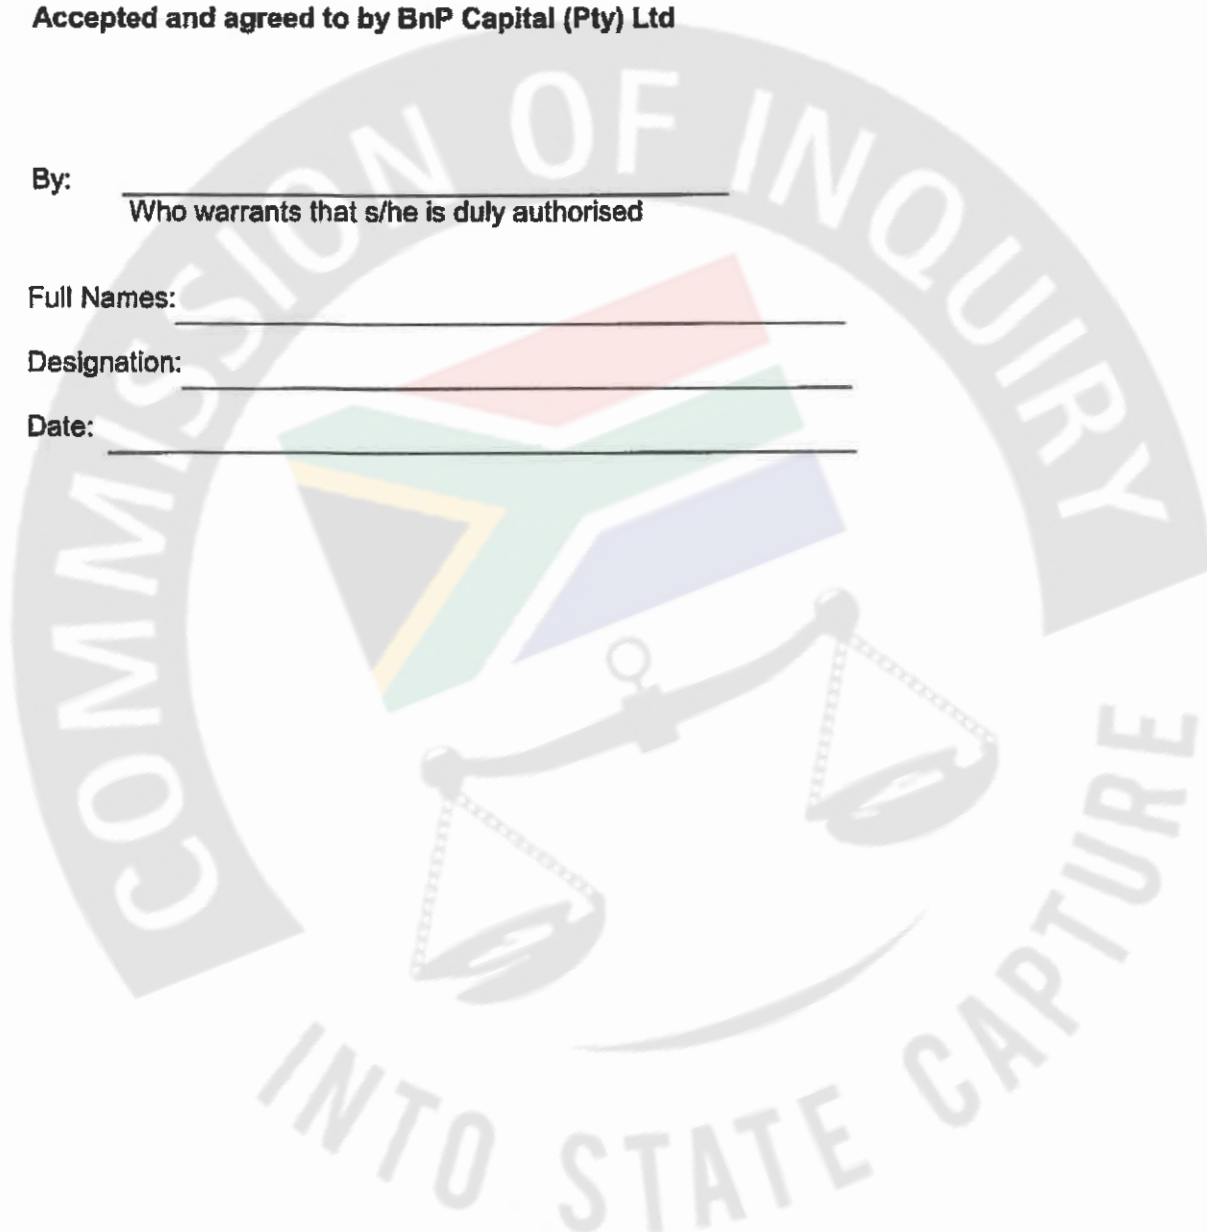 Accepted and agreed to by BnP Capital (Pty) Ltd
By:
Who warrants that s/he is duly authorised
Full Names:
Designation:
Date:
COMMISSION OF INQUIRY
INTO STATE CAPTURE